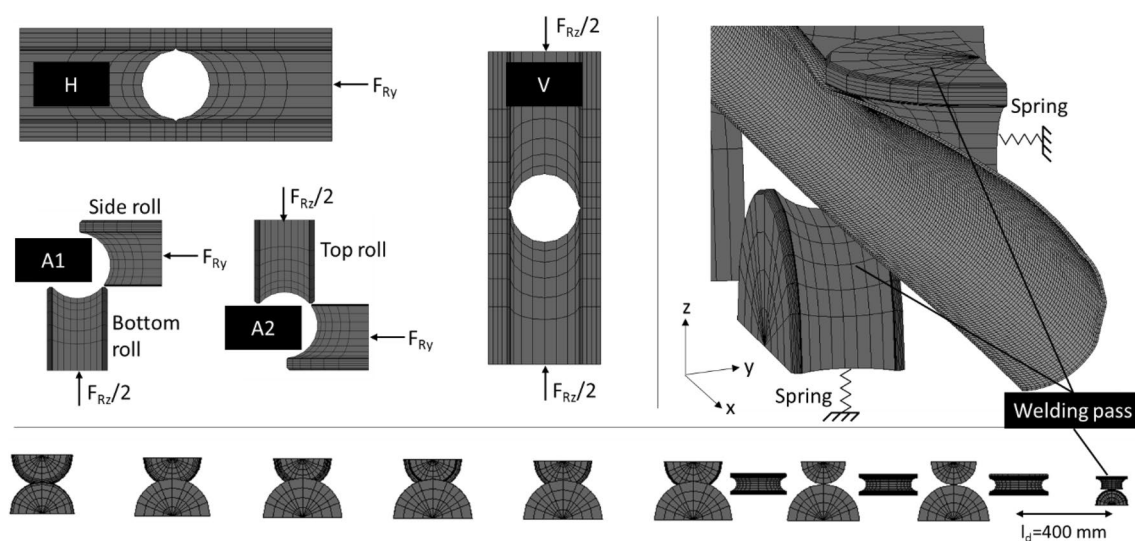 H
F_Ry
Side roll
A1
F_Ry
Bottom
roll
F_Rz/2
F_Rz/2
Top roll
A2
F_Ry
F_Rz/2
V
F_Rz/2
Spring
z
y
x
Spring
Welding pass
l_d=400 mm